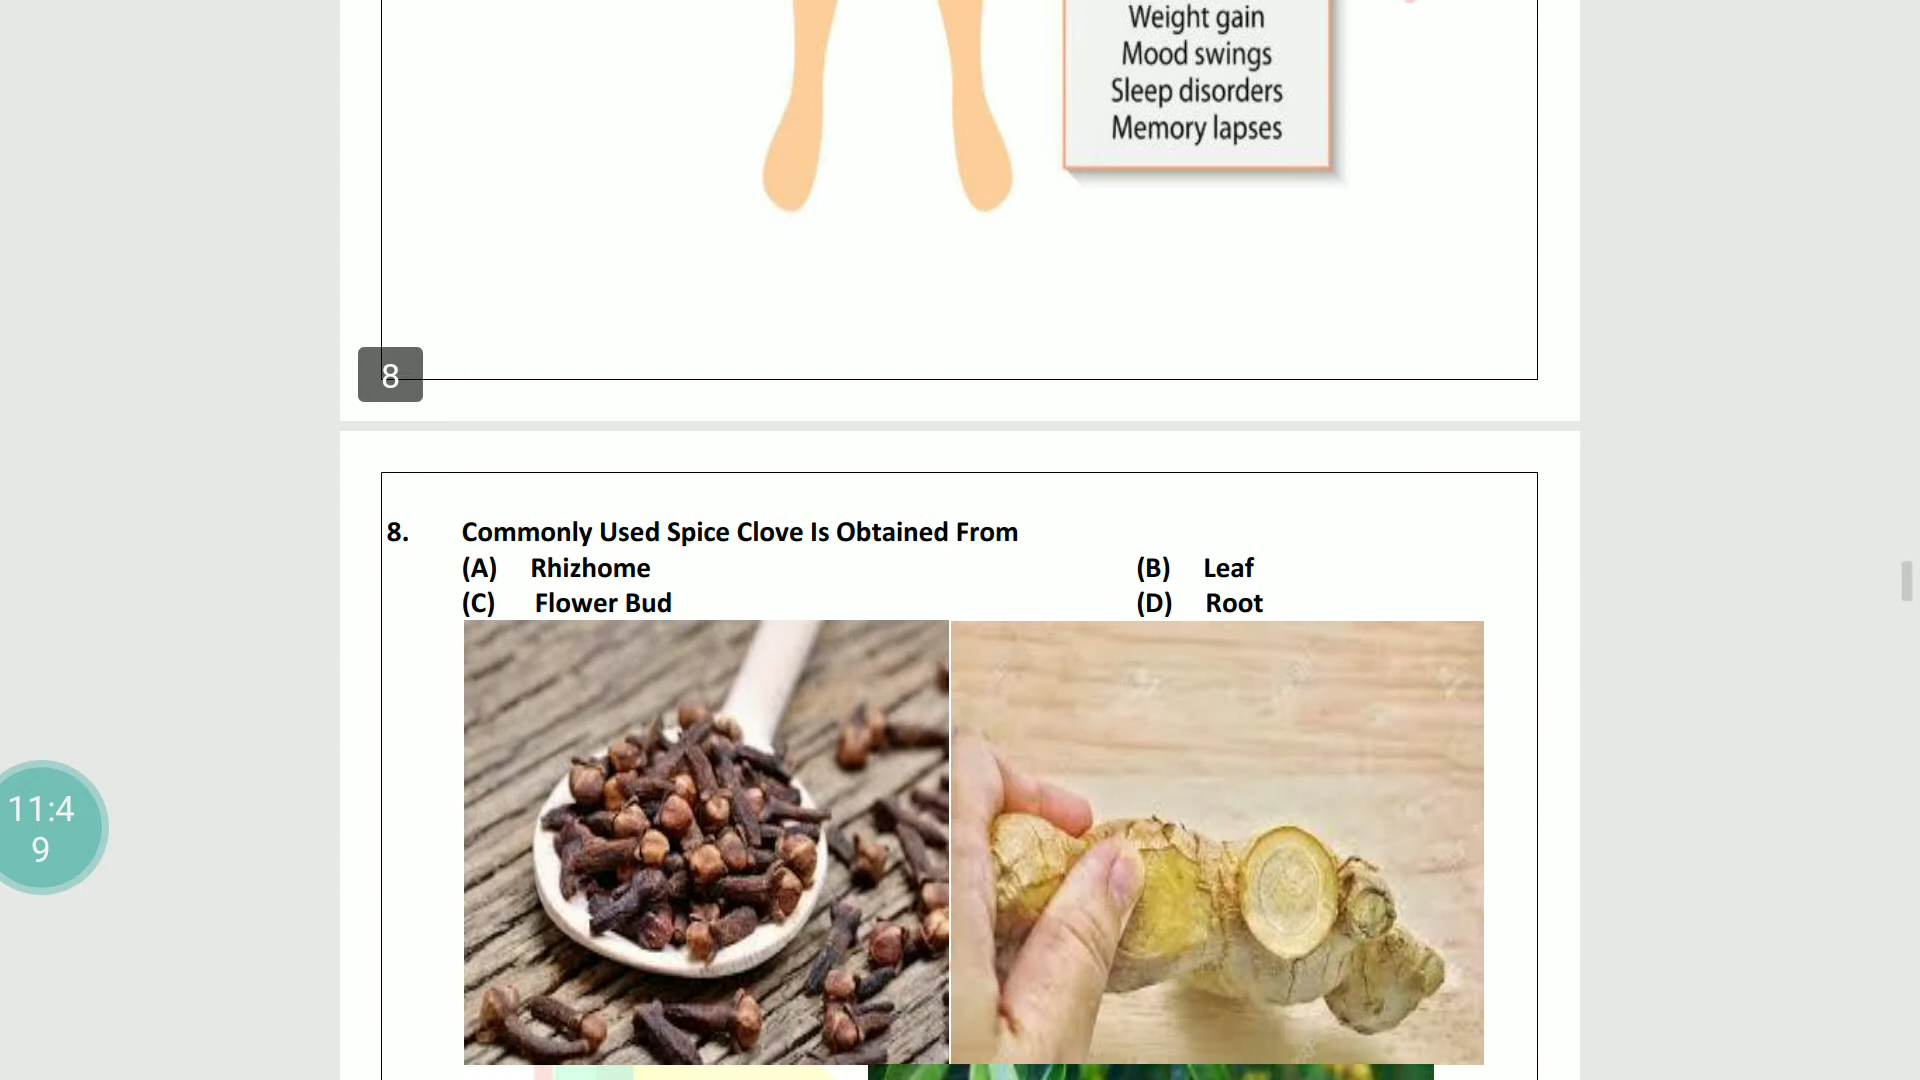 Weight gain
Mood swings
Sleep disorders
Memory lapses
8
8. Commonly Used Spice Clove Is Obtained From
(A) Rhizhome (B) Leaf
(C) Flower Bud (D) Root
11:4
9